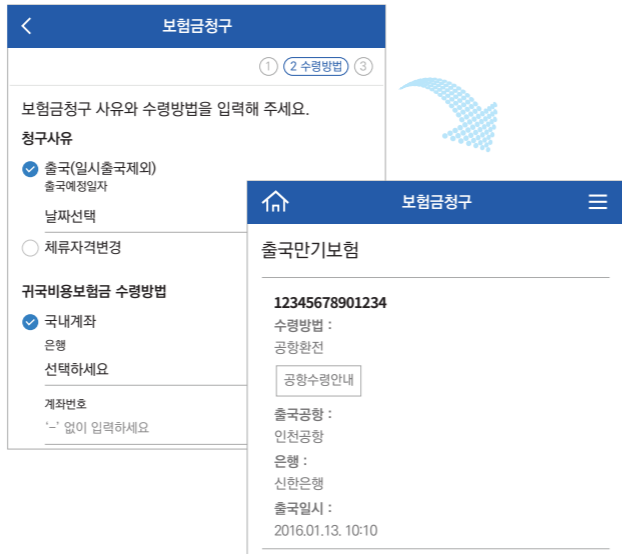 보험금청구
1 2 수령방법 3
보험금청구 사유와 수령방법을 입력해 주세요.
청구사유
출국(일시출국제외)
출국예정일자
날짜선택
체류자격변경
귀국비용보험금 수령방법
국내계좌
은행
선택하세요
계좌번호
'-' 없이 입력하세요
보험금청구
출국만기보험
12345678901234
수령방법 :
공항환전
공항수령안내
출국공항 :
인천공항
은행 :
신한은행
출국일시 :
2016.01.13. 10:10